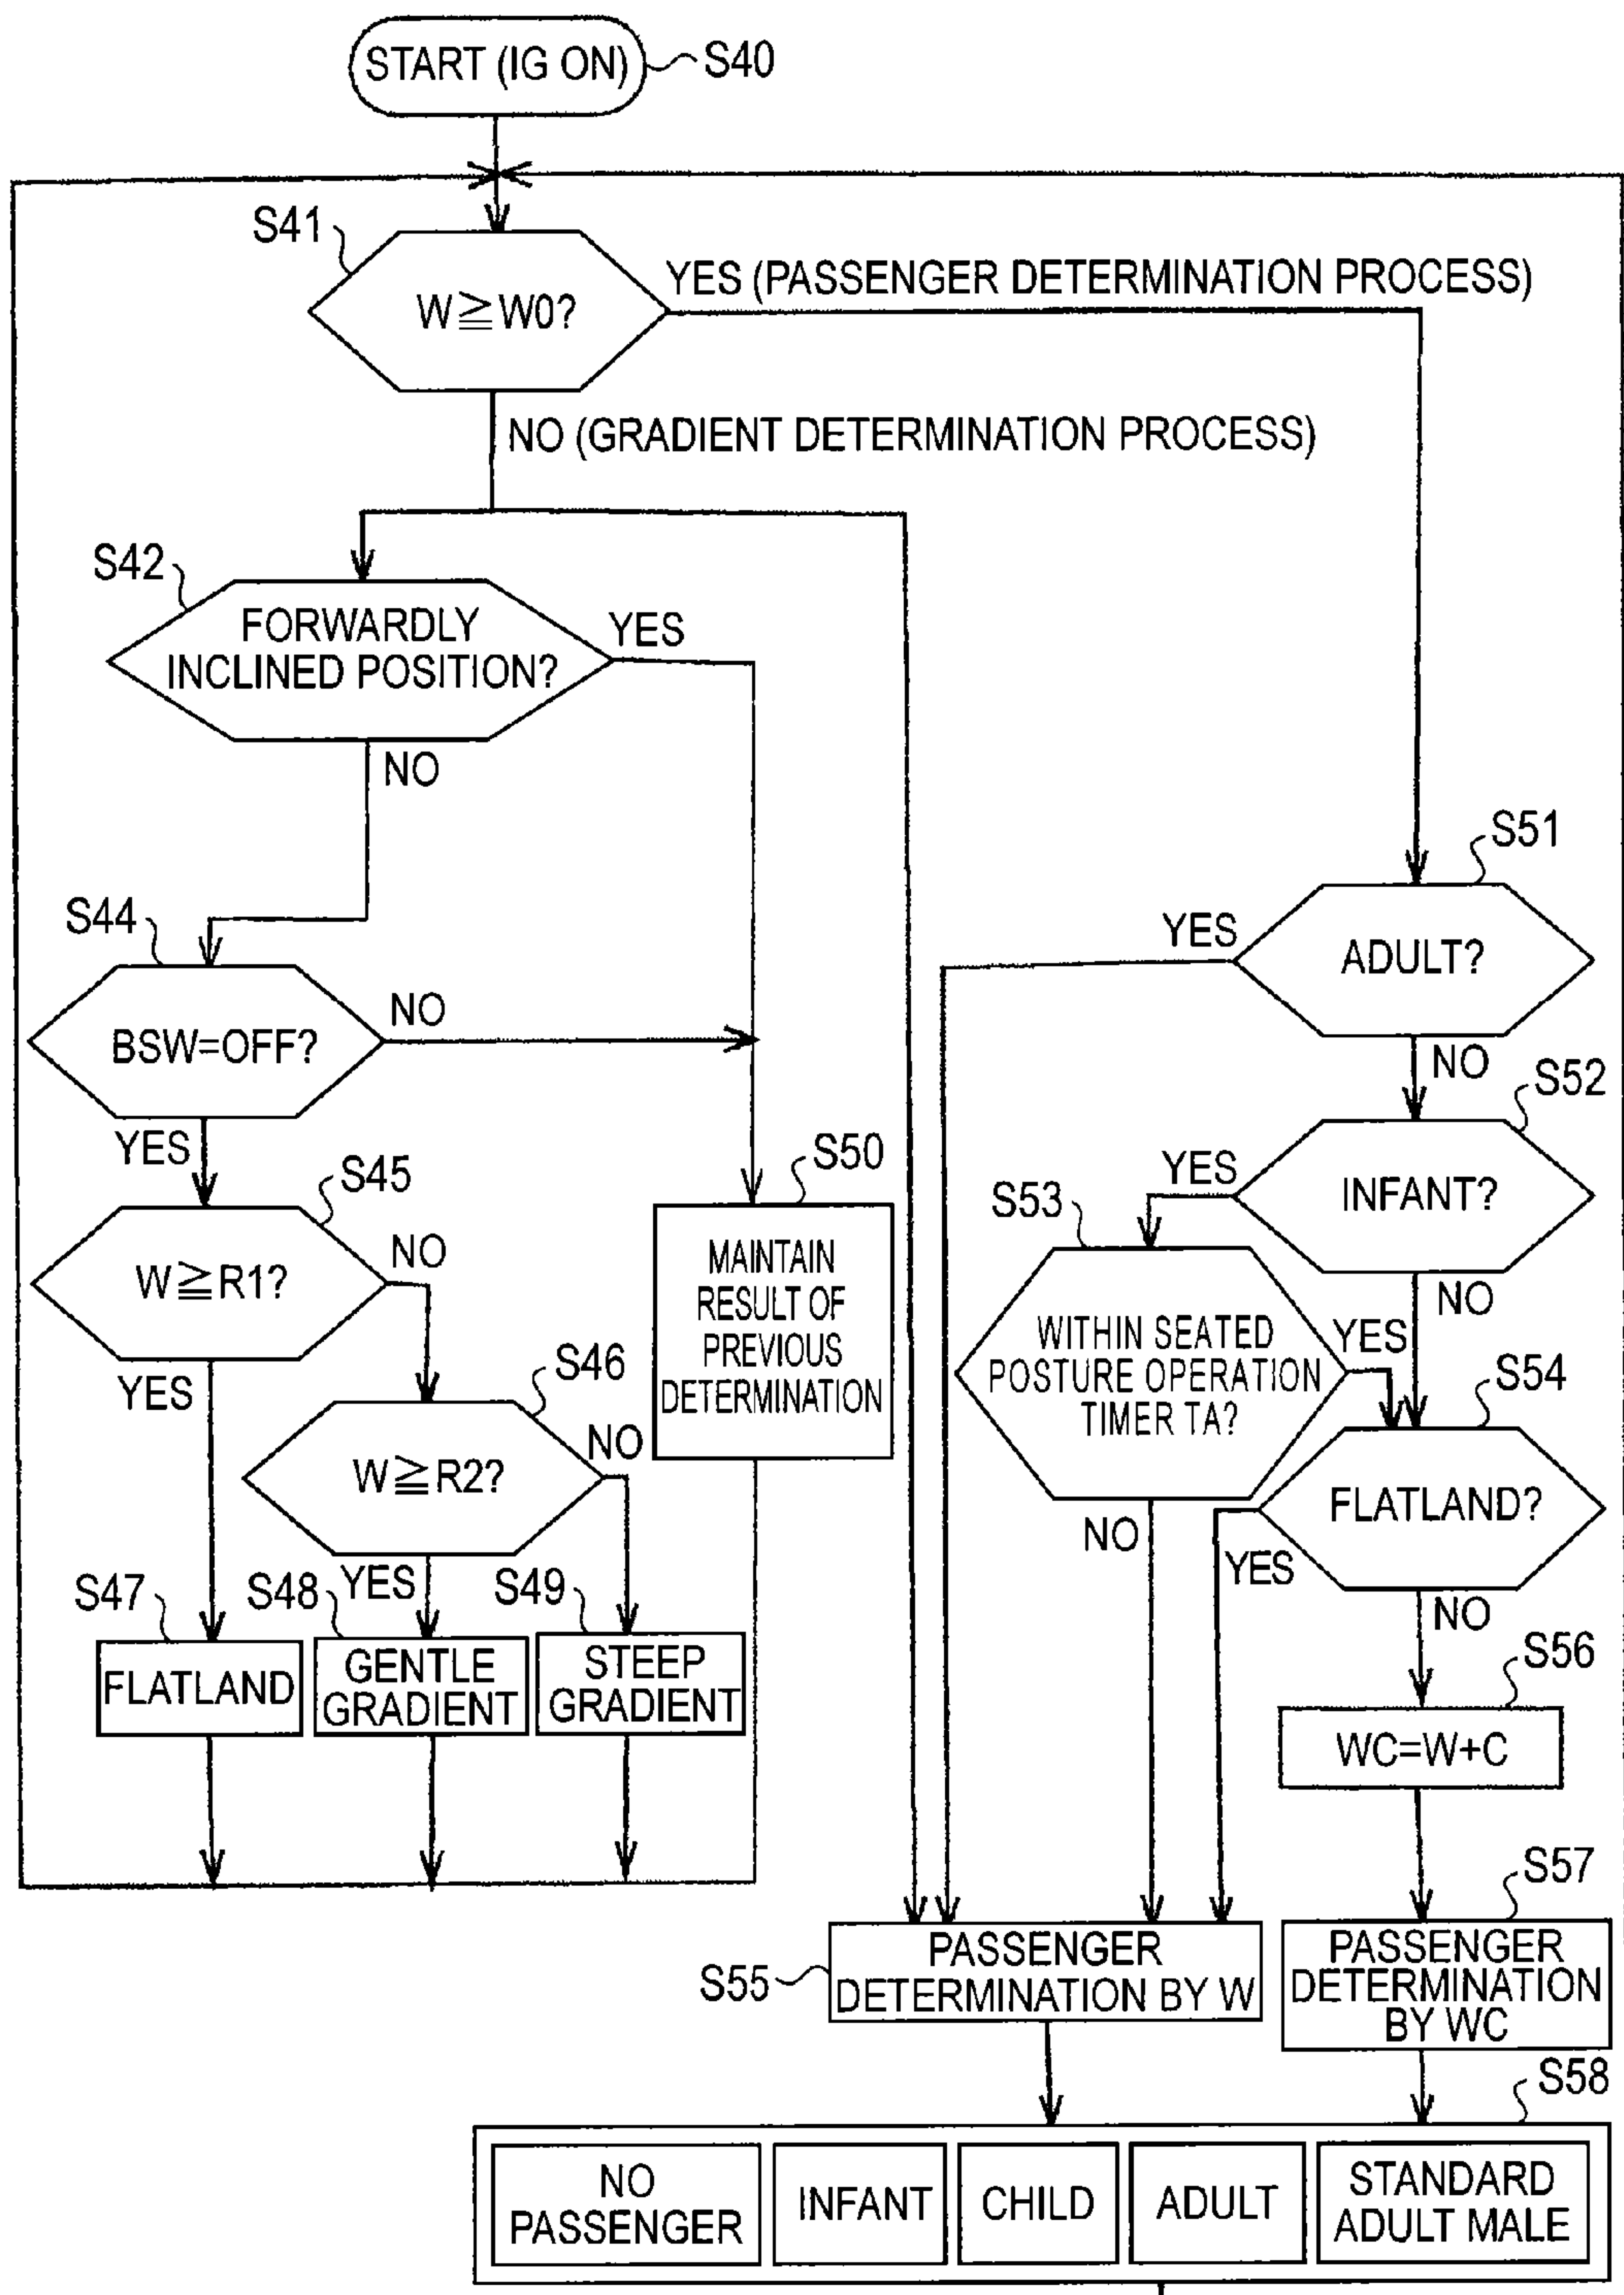 START (IG ON)
S40
S41
W≧W0?
YES (PASSENGER DETERMINATION PROCESS)
NO (GRADIENT DETERMINATION PROCESS)
S42
FORWARDLY
INCLINED POSITION?
YES
NO
S44
BSW=OFF?
NO
YES
S45
W≧R1?
NO
YES
S46
W≧R2?
NO
YES
S47
FLATLAND
S48
GENTLE
GRADIENT
S49
STEEP
GRADIENT
S50
MAINTAIN
RESULT OF
PREVIOUS
DETERMINATION
S51
ADULT?
YES
NO
S52
INFANT?
YES
NO
S53
WITHIN SEATED
POSTURE OPERATION
TIMER TA?
YES
NO
S54
FLATLAND?
YES
NO
S56
WC=W+C
S57
PASSENGER
DETERMINATION
BY WC
S55
PASSENGER
DETERMINATION BY W
S58
NO
PASSENGER
INFANT
CHILD
ADULT
STANDARD
ADULT MALE